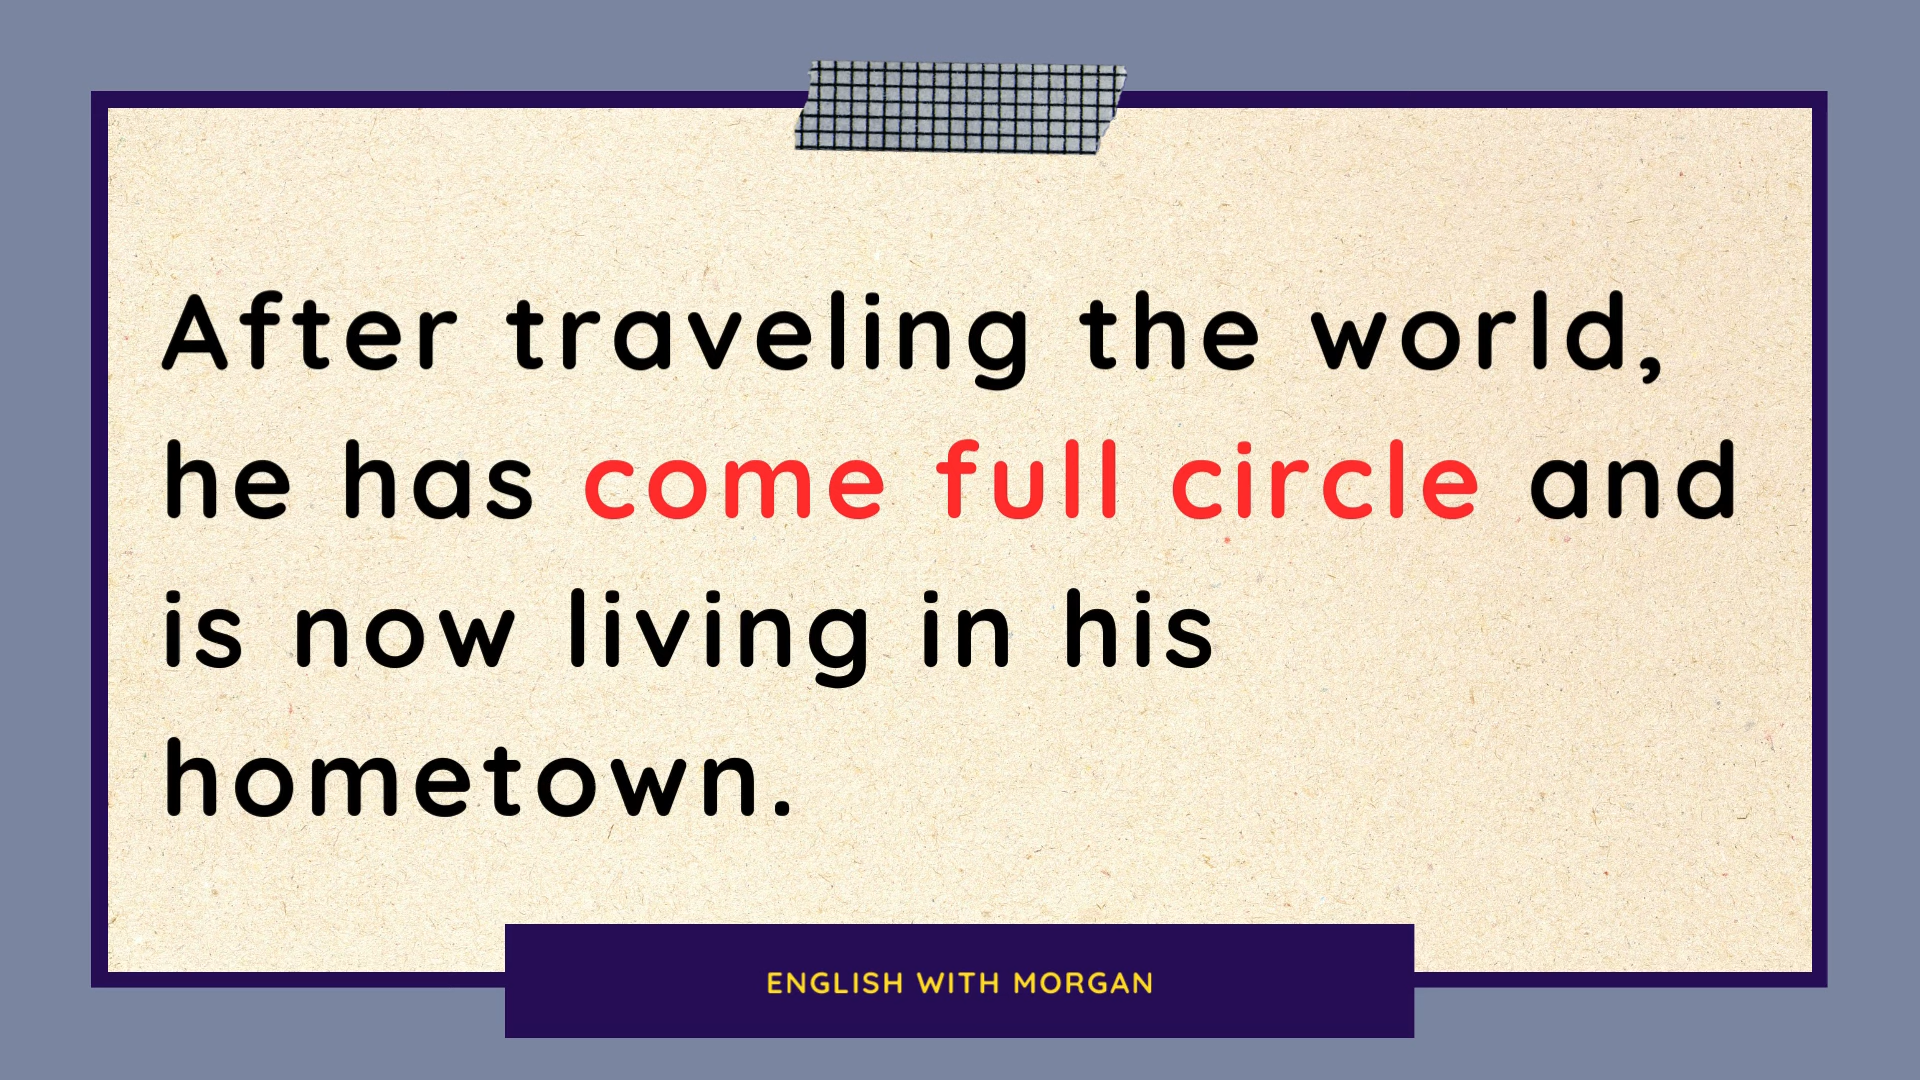 After traveling the world,
he has come full circle and
is now living in his
hometown.
ENGLISH WITH MORGAN